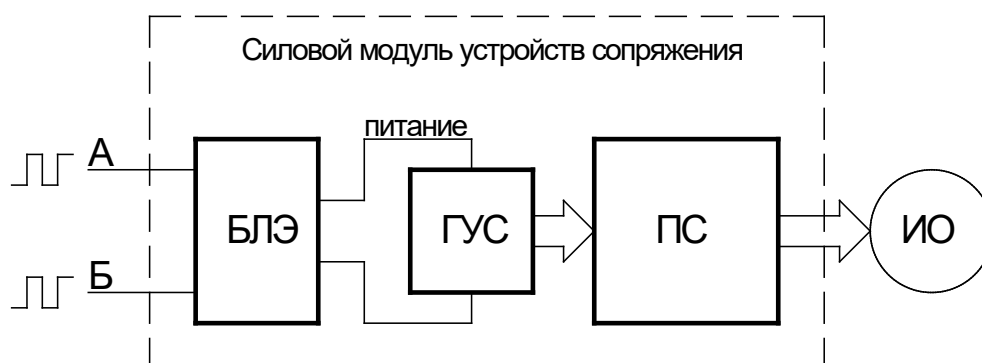 Силовой модуль устройств сопряжения
питание
А
БЛЭ
ГУС
ПС
ИО
Б